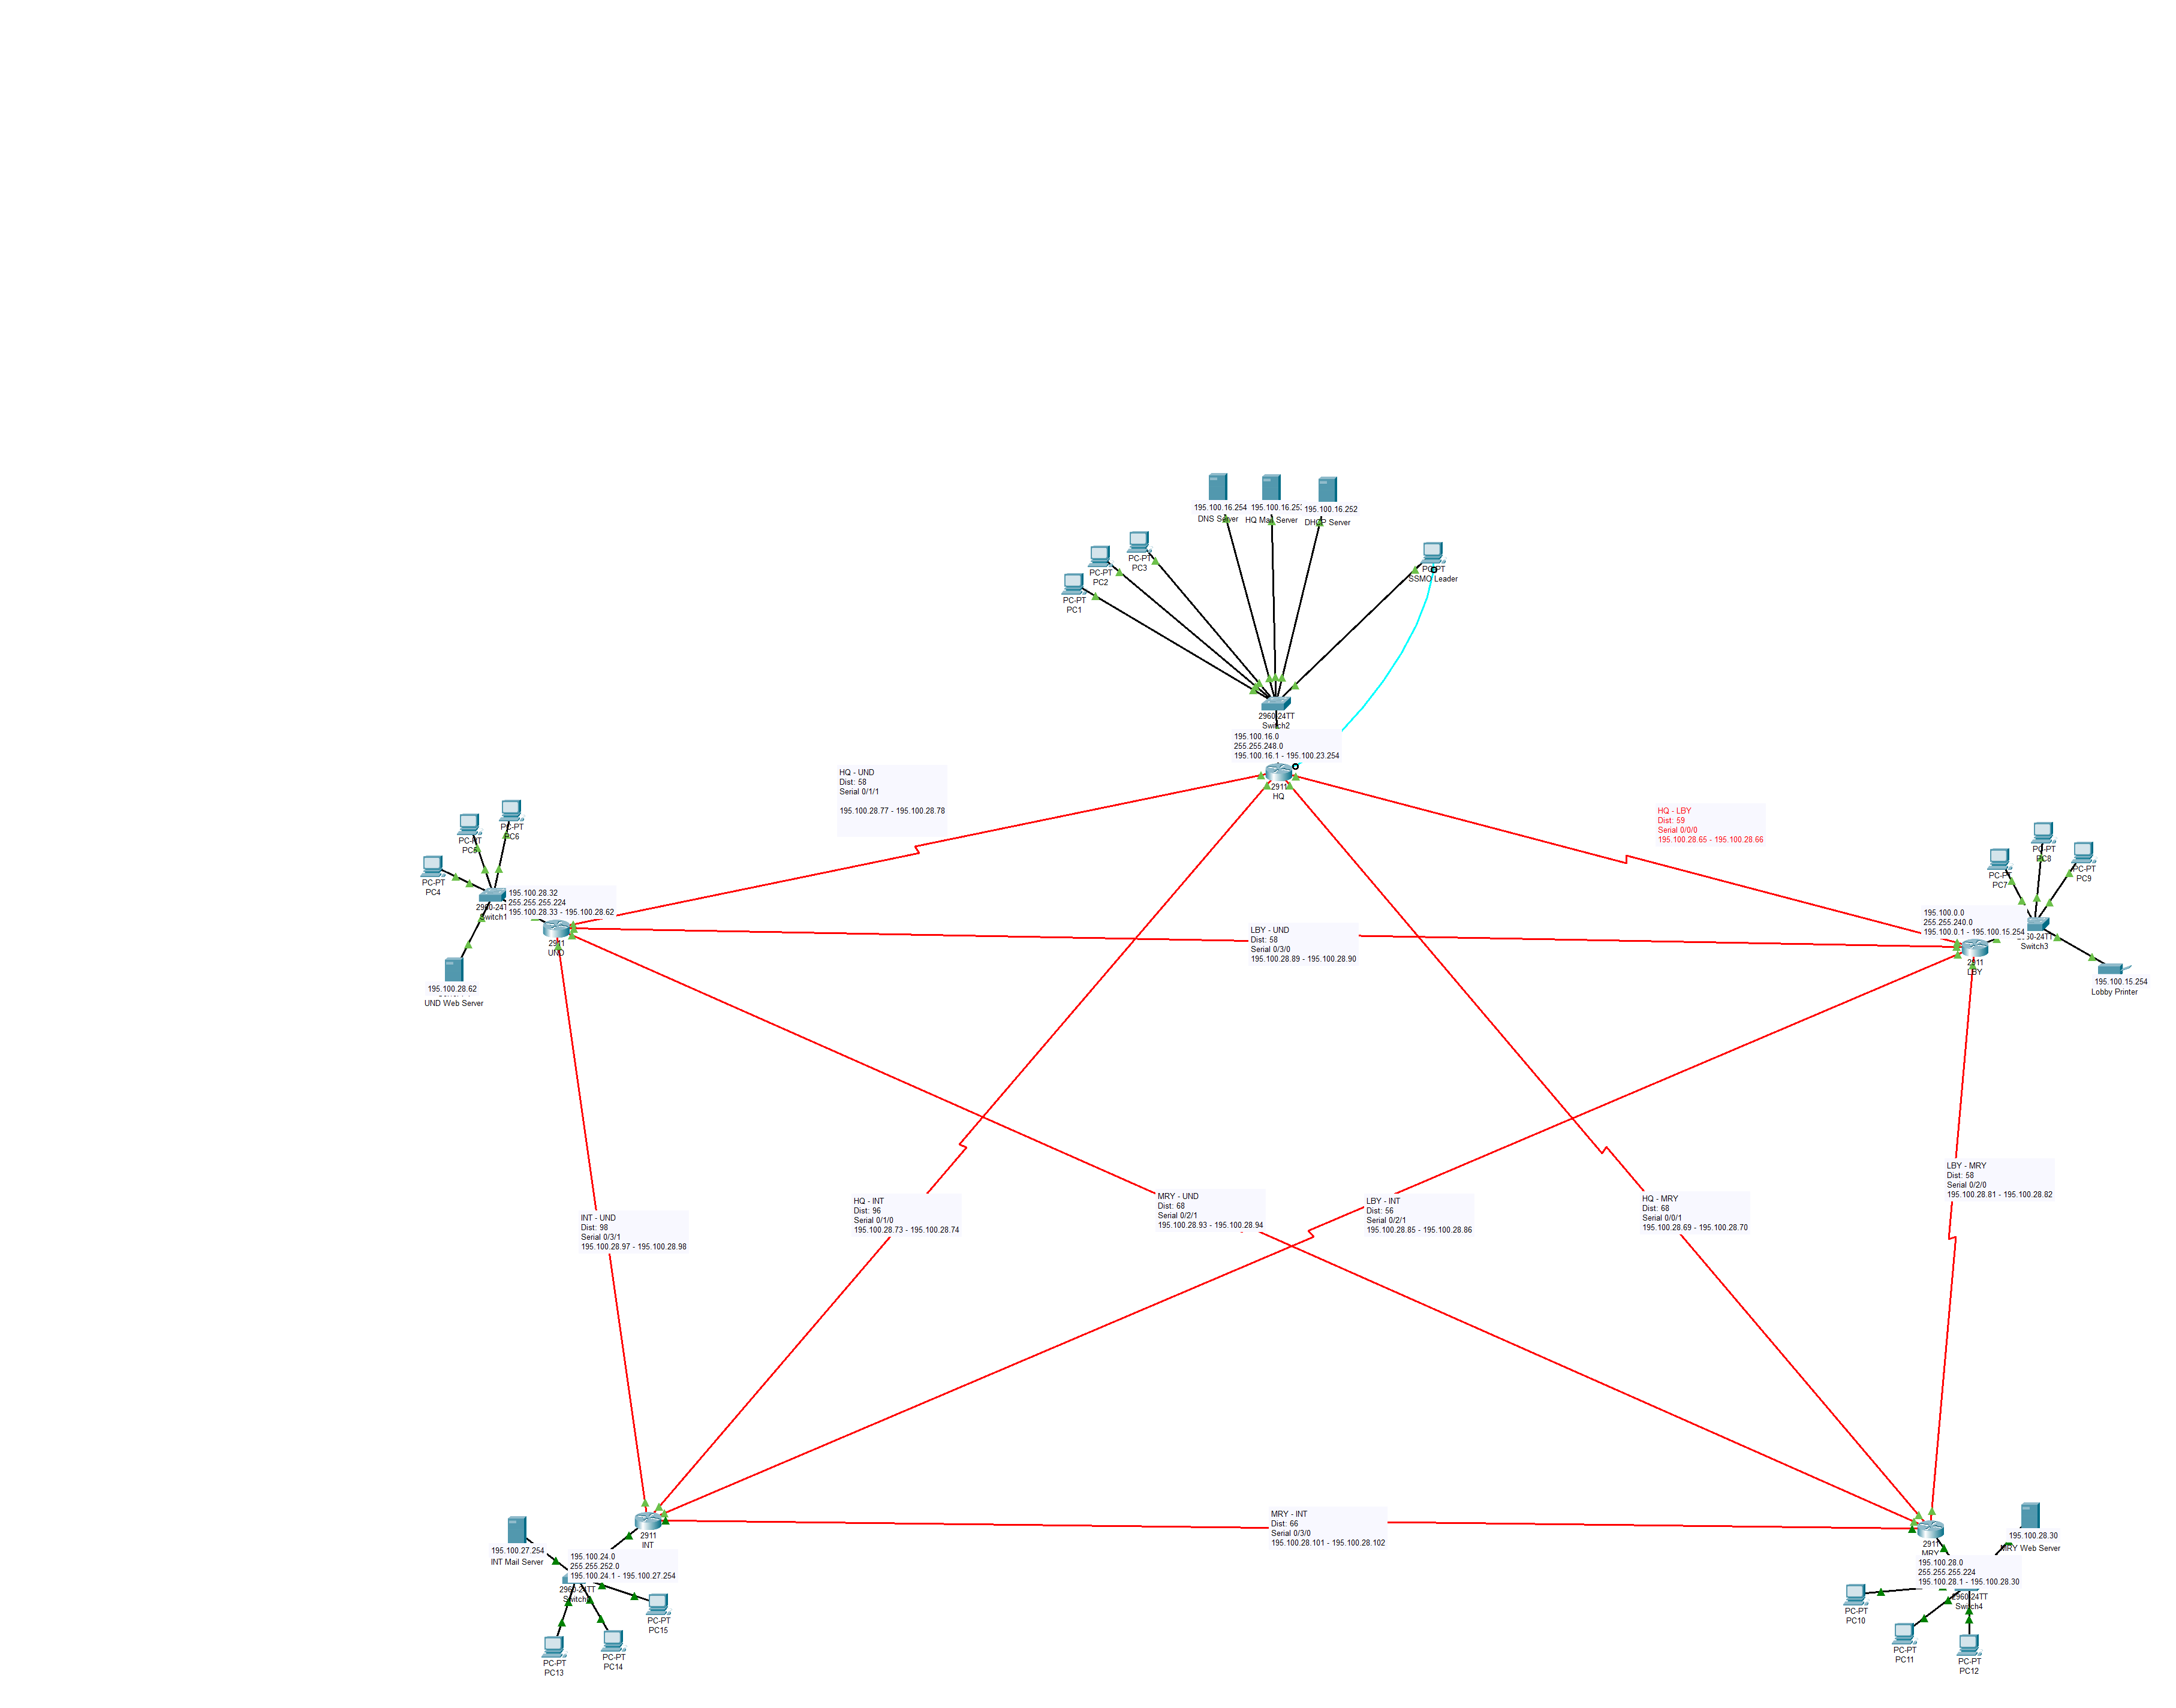 195.100.16.254
DNS Server
HQ Mail Server
195.100.16.252
DHCP Server
PC-PT
PC3
PC-PT
PC2
PC-PT
PC1
PC-PT
SSMO Leader
2960-24TT
Switch2
195.100.16.0
255.255.248.0
195.100.16.1 - 195.100.23.254
2911
HQ
HQ - UND
Dist: 58
Serial 0/1/1
195.100.28.77 - 195.100.28.78
HQ - LBY
Dist: 59
Serial 0/0/0
195.100.28.65 - 195.100.28.66
PC-PT
PC6
PC-PT
PC5
PC-PT
PC4
195.100.28.32
255.255.255.224
195.100.28.33 - 195.100.28.62
Switch1
2911
UND
195.100.28.62
UND Web Server
LBY - UND
Dist: 58
Serial 0/3/0
195.100.28.89 - 195.100.28.90
PC-PT
PC8
PC-PT
PC7
PC-PT
PC9
195.100.0.0
255.255.240.0
195.100.0.1 - 195.100.15.254
Switch3
2911
LBY
195.100.15.254
Lobby Printer
INT - UND
Dist: 98
Serial 0/3/1
195.100.28.97 - 195.100.28.98
HQ - INT
Dist: 96
Serial 0/1/0
195.100.28.73 - 195.100.28.74
MRY - UND
Dist: 68
Serial 0/2/1
195.100.28.93 - 195.100.28.94
LBY - INT
Dist: 56
Serial 0/2/1
195.100.28.85 - 195.100.28.86
HQ - MRY
Dist: 68
Serial 0/0/1
195.100.28.69 - 195.100.28.70
LBY - MRY
Dist: 58
Serial 0/2/0
195.100.28.81 - 195.100.28.82
MRY - INT
Dist: 66
Serial 0/3/0
195.100.28.101 - 195.100.28.102
2911
INT
195.100.27.254
INT Mail Server
195.100.24.0
255.255.252.0
195.100.24.1 - 195.100.27.254
2960-24TT
PC-PT
PC15
PC-PT
PC14
PC-PT
PC13
2911
MRY
195.100.28.30
MRY Web Server
195.100.28.0
255.255.255.224
195.100.28.1 - 195.100.28.30
2960-24TT
Switch4
PC-PT
PC10
PC-PT
PC11
PC-PT
PC12